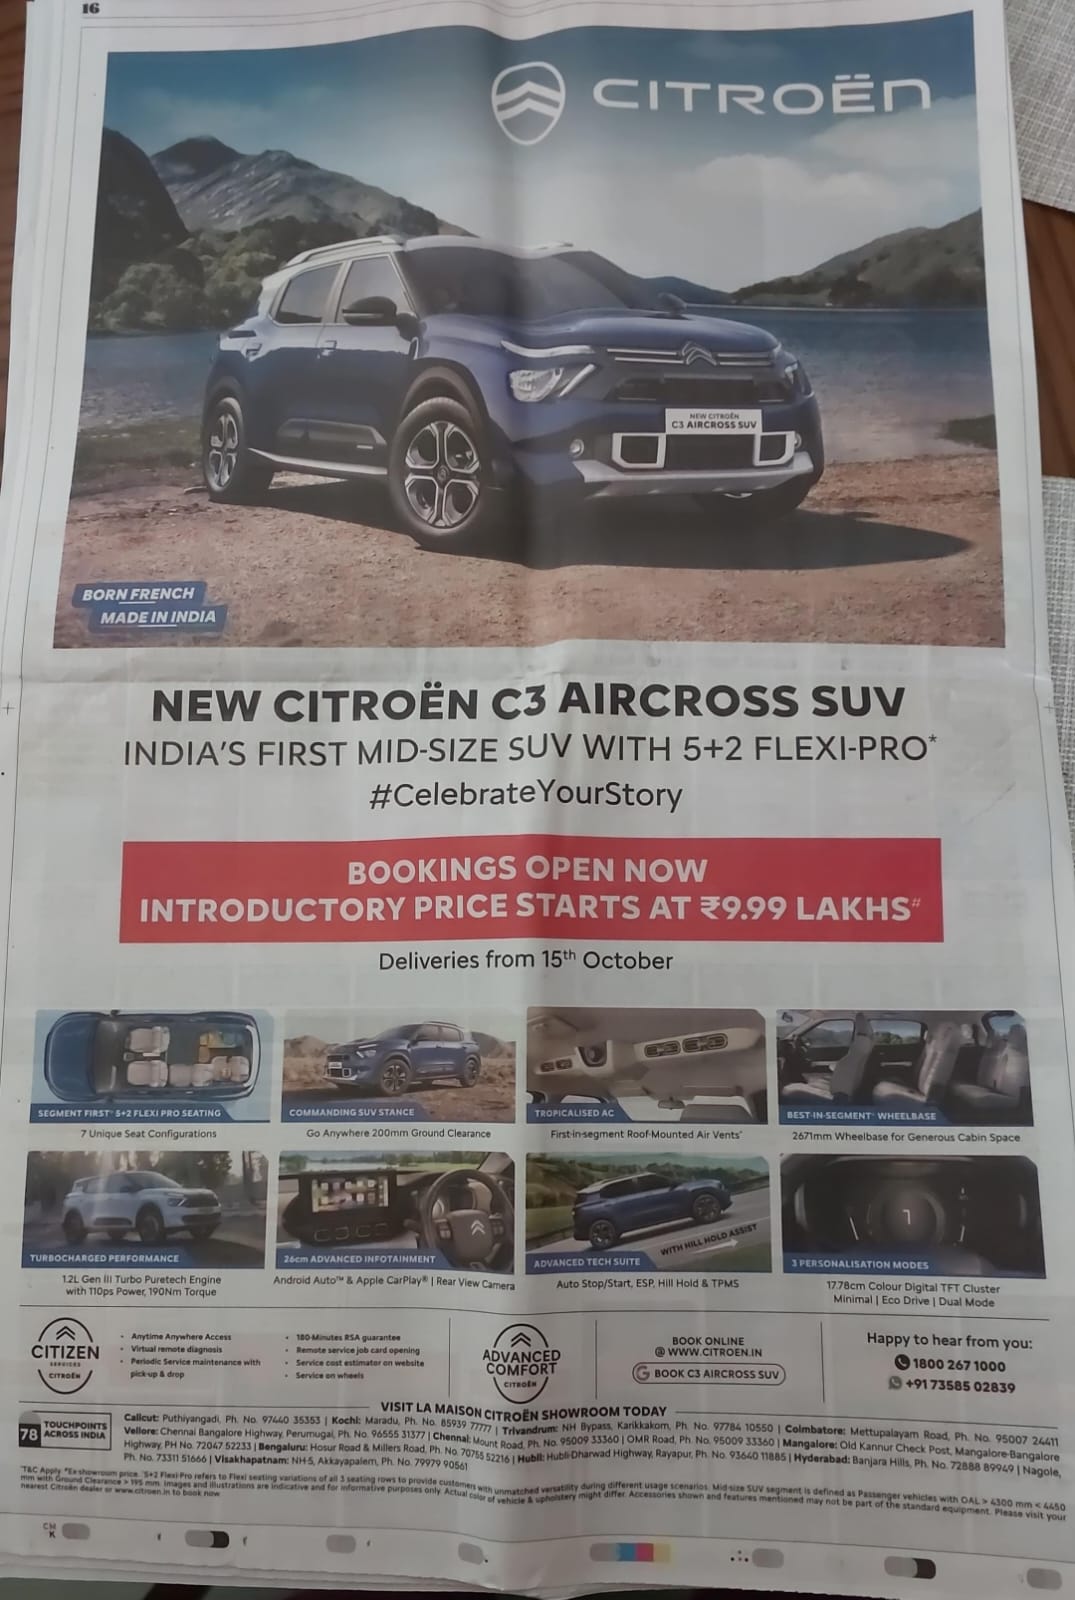 16
CITROËN
NEW CITROËN
C3 AIRCROSS SUV
BORN FRENCH
MADE IN INDIA
NEW CITROËN C3 AIRCROSS SUV
INDIA'S FIRST MID-SIZE SUV WITH 5+2 FLEXI-PRO*
#CelebrateYourStory
BOOKINGS OPEN NOW
INTRODUCTORY PRICE STARTS AT ₹9.99 LAKHS#
Deliveries from 15th October
SEGMENT FIRST* 5+2 FLEXI PRO SEATING
7 Unique Seat Configurations
COMMANDING SUV STANCE
Go Anywhere 200mm Ground Clearance
TROPICALISED AC
First-in-segment Roof-Mounted Air Vents*
BEST-IN-SEGMENT* WHEELBASE
2671mm Wheelbase for Generous Cabin Space
TURBOCHARGED PERFORMANCE
1.2L Gen III Turbo Puretech Engine
with 110ps Power, 190Nm Torque
26cm ADVANCED INFOTAINMENT
Android Auto™ & Apple CarPlay® | Rear View Camera
WITH HILL HOLD ASSIST
ADVANCED TECH SUITE
Auto Stop/Start, ESP, Hill Hold & TPMS
7
3 PERSONALISATION MODES
17.78cm Colour Digital TFT Cluster
Minimal | Eco Drive | Dual Mode
CITIZEN
SERVICES
CITROËN
• Anytime Anywhere Access
• Virtual remote diagnosis
• Periodic Service maintenance with
pick-up & drop
• 180-Minutes RSA guarantee
• Remote service job card opening
• Service cost estimator on website
• Service on wheels
ADVANCED
COMFORT
CITROËN
BOOK ONLINE
@ WWW.CITROEN.IN
G BOOK C3 AIRCROSS SUV
Happy to hear from you:
1800 267 1000
+91 73585 02839
VISIT LA MAISON CITROËN SHOWROOM TODAY
78 TOUCHPOINTS
ACROSS INDIA
Calicut: Puthiyangadi, Ph. No. 97440 35353 | Kochi: Maradu, Ph. No. 85939 77777 | Trivandrum: NH Bypass, Karikkakom, Ph. No. 97784 10550 | Coimbatore: Mettupalayam Road, Ph. No. 95007 24411
Vellore: Chennai Bangalore Highway, Perumugai, Ph. No. 96555 31377 | Chennai: Mount Road, Ph. No. 95009 33360 | OMR Road, Ph. No. 95009 33360 | Mangalore: Old Kannur Check Post, Mangalore-Bangalore
Highway, PH No. 72047 52233 | Bengaluru: Hosur Road & Millers Road, Ph. No. 70755 52216 | Hubli: Hubli-Dharwad Highway, Rayapur, Ph. No. 93640 11885 | Hyderabad: Banjara Hills, Ph. No. 72888 89949 | Nagole,
Ph. No. 73311 51666 | Visakhapatnam: NH-5, Akkayapalem, Ph. No. 79979 90561
*T&C Apply #Ex-showroom price. *5+2 Flexi-Pro refers to Flexi seating variations of all 3 seating rows to provide customers with unmatched versatility during different usage scenarios. Mid-size SUV segment is defined as Passenger vehicles with OAL > 4300 mm < 4450
mm with Ground Clearance > 195 mm. Images and illustrations are indicative and for informative purposes only. Actual color of vehicle & upholstery might differ. Accessories shown and features mentioned may not be part of the standard equipment. Please visit your
nearest Citroën dealer or www.citroen.in to book now.
CM
K